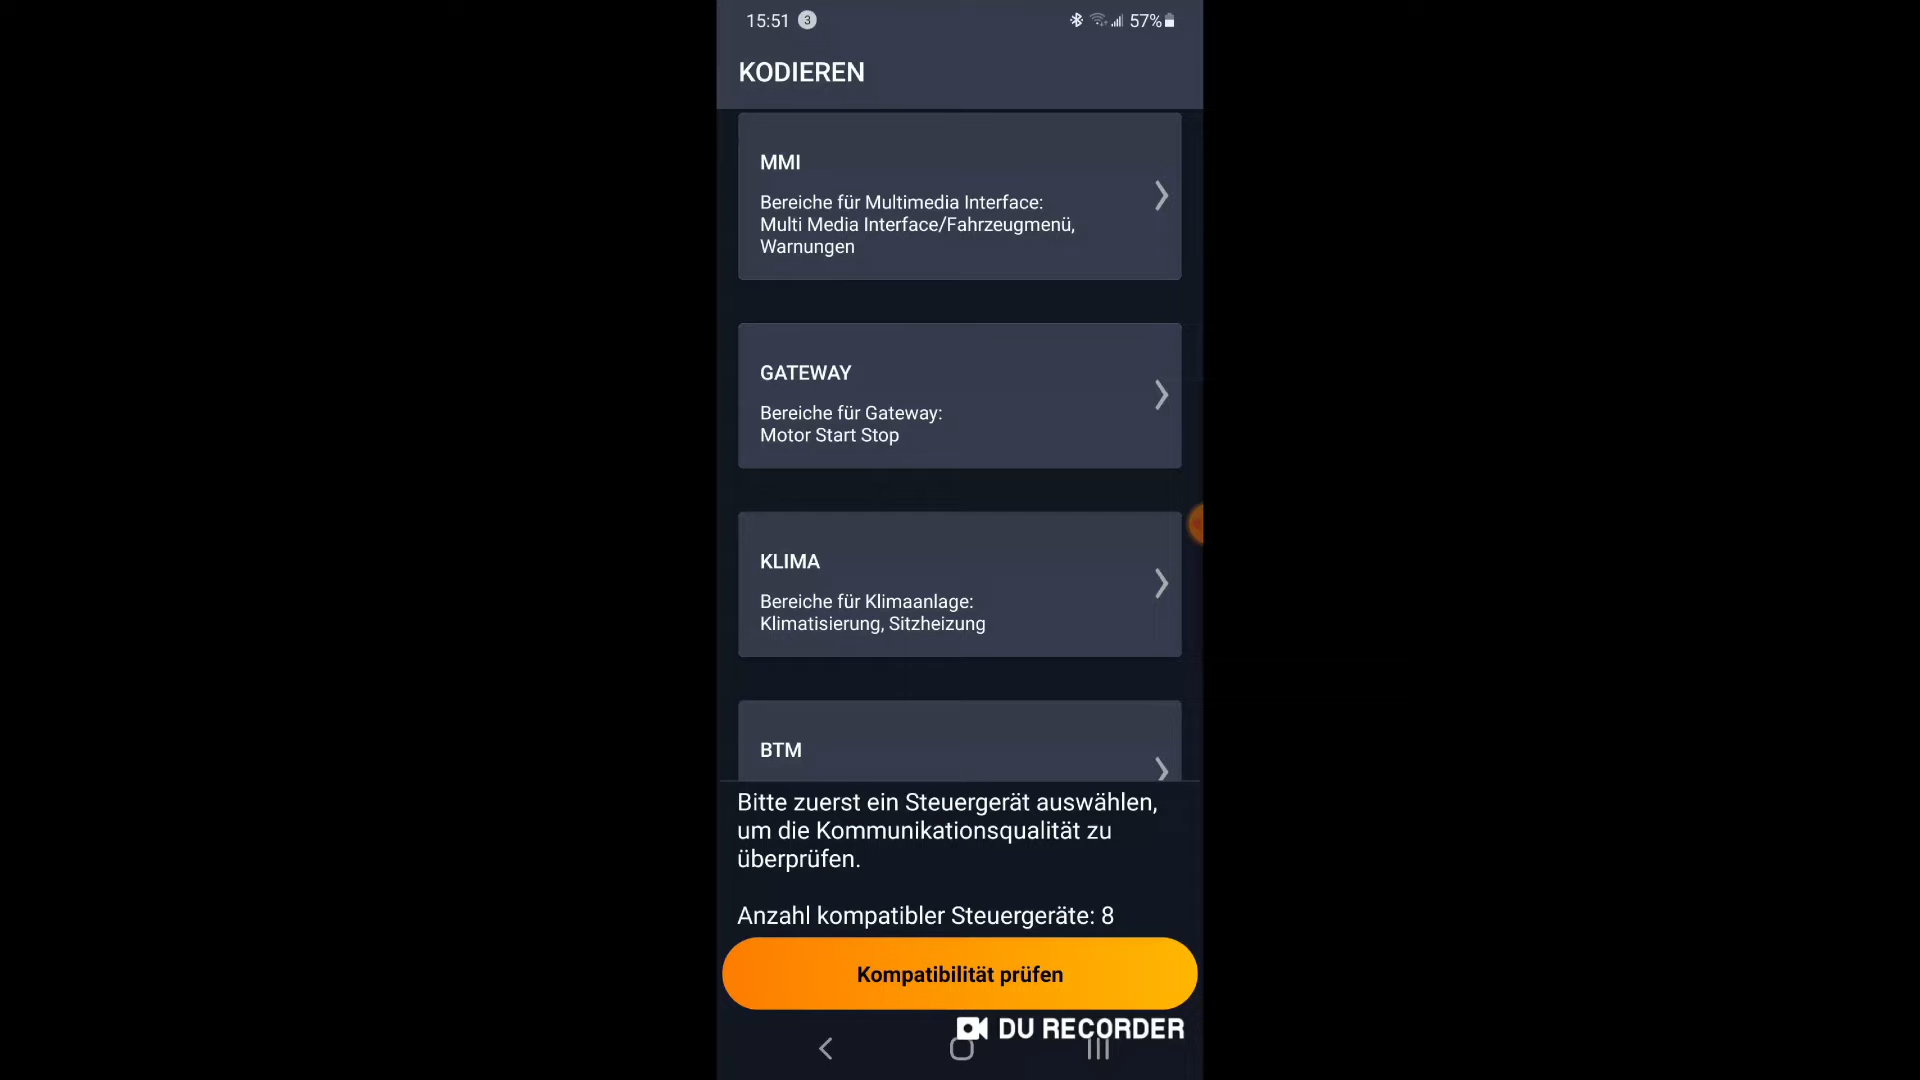 15:51 3 57%
KODIEREN
MMI
Bereiche für Multimedia Interface:
Multi Media Interface/Fahrzeugmenü,
Warnungen
GATEWAY
Bereiche für Gateway:
Motor Start Stop
KLIMA
Bereiche für Klimaanlage:
Klimatisierung, Sitzheizung
BTM
Bitte zuerst ein Steuergerät auswählen,
um die Kommunikationsqualität zu
überprüfen.
Anzahl kompatibler Steuergeräte: 8
Kompatibilität prüfen
DU RECORDER